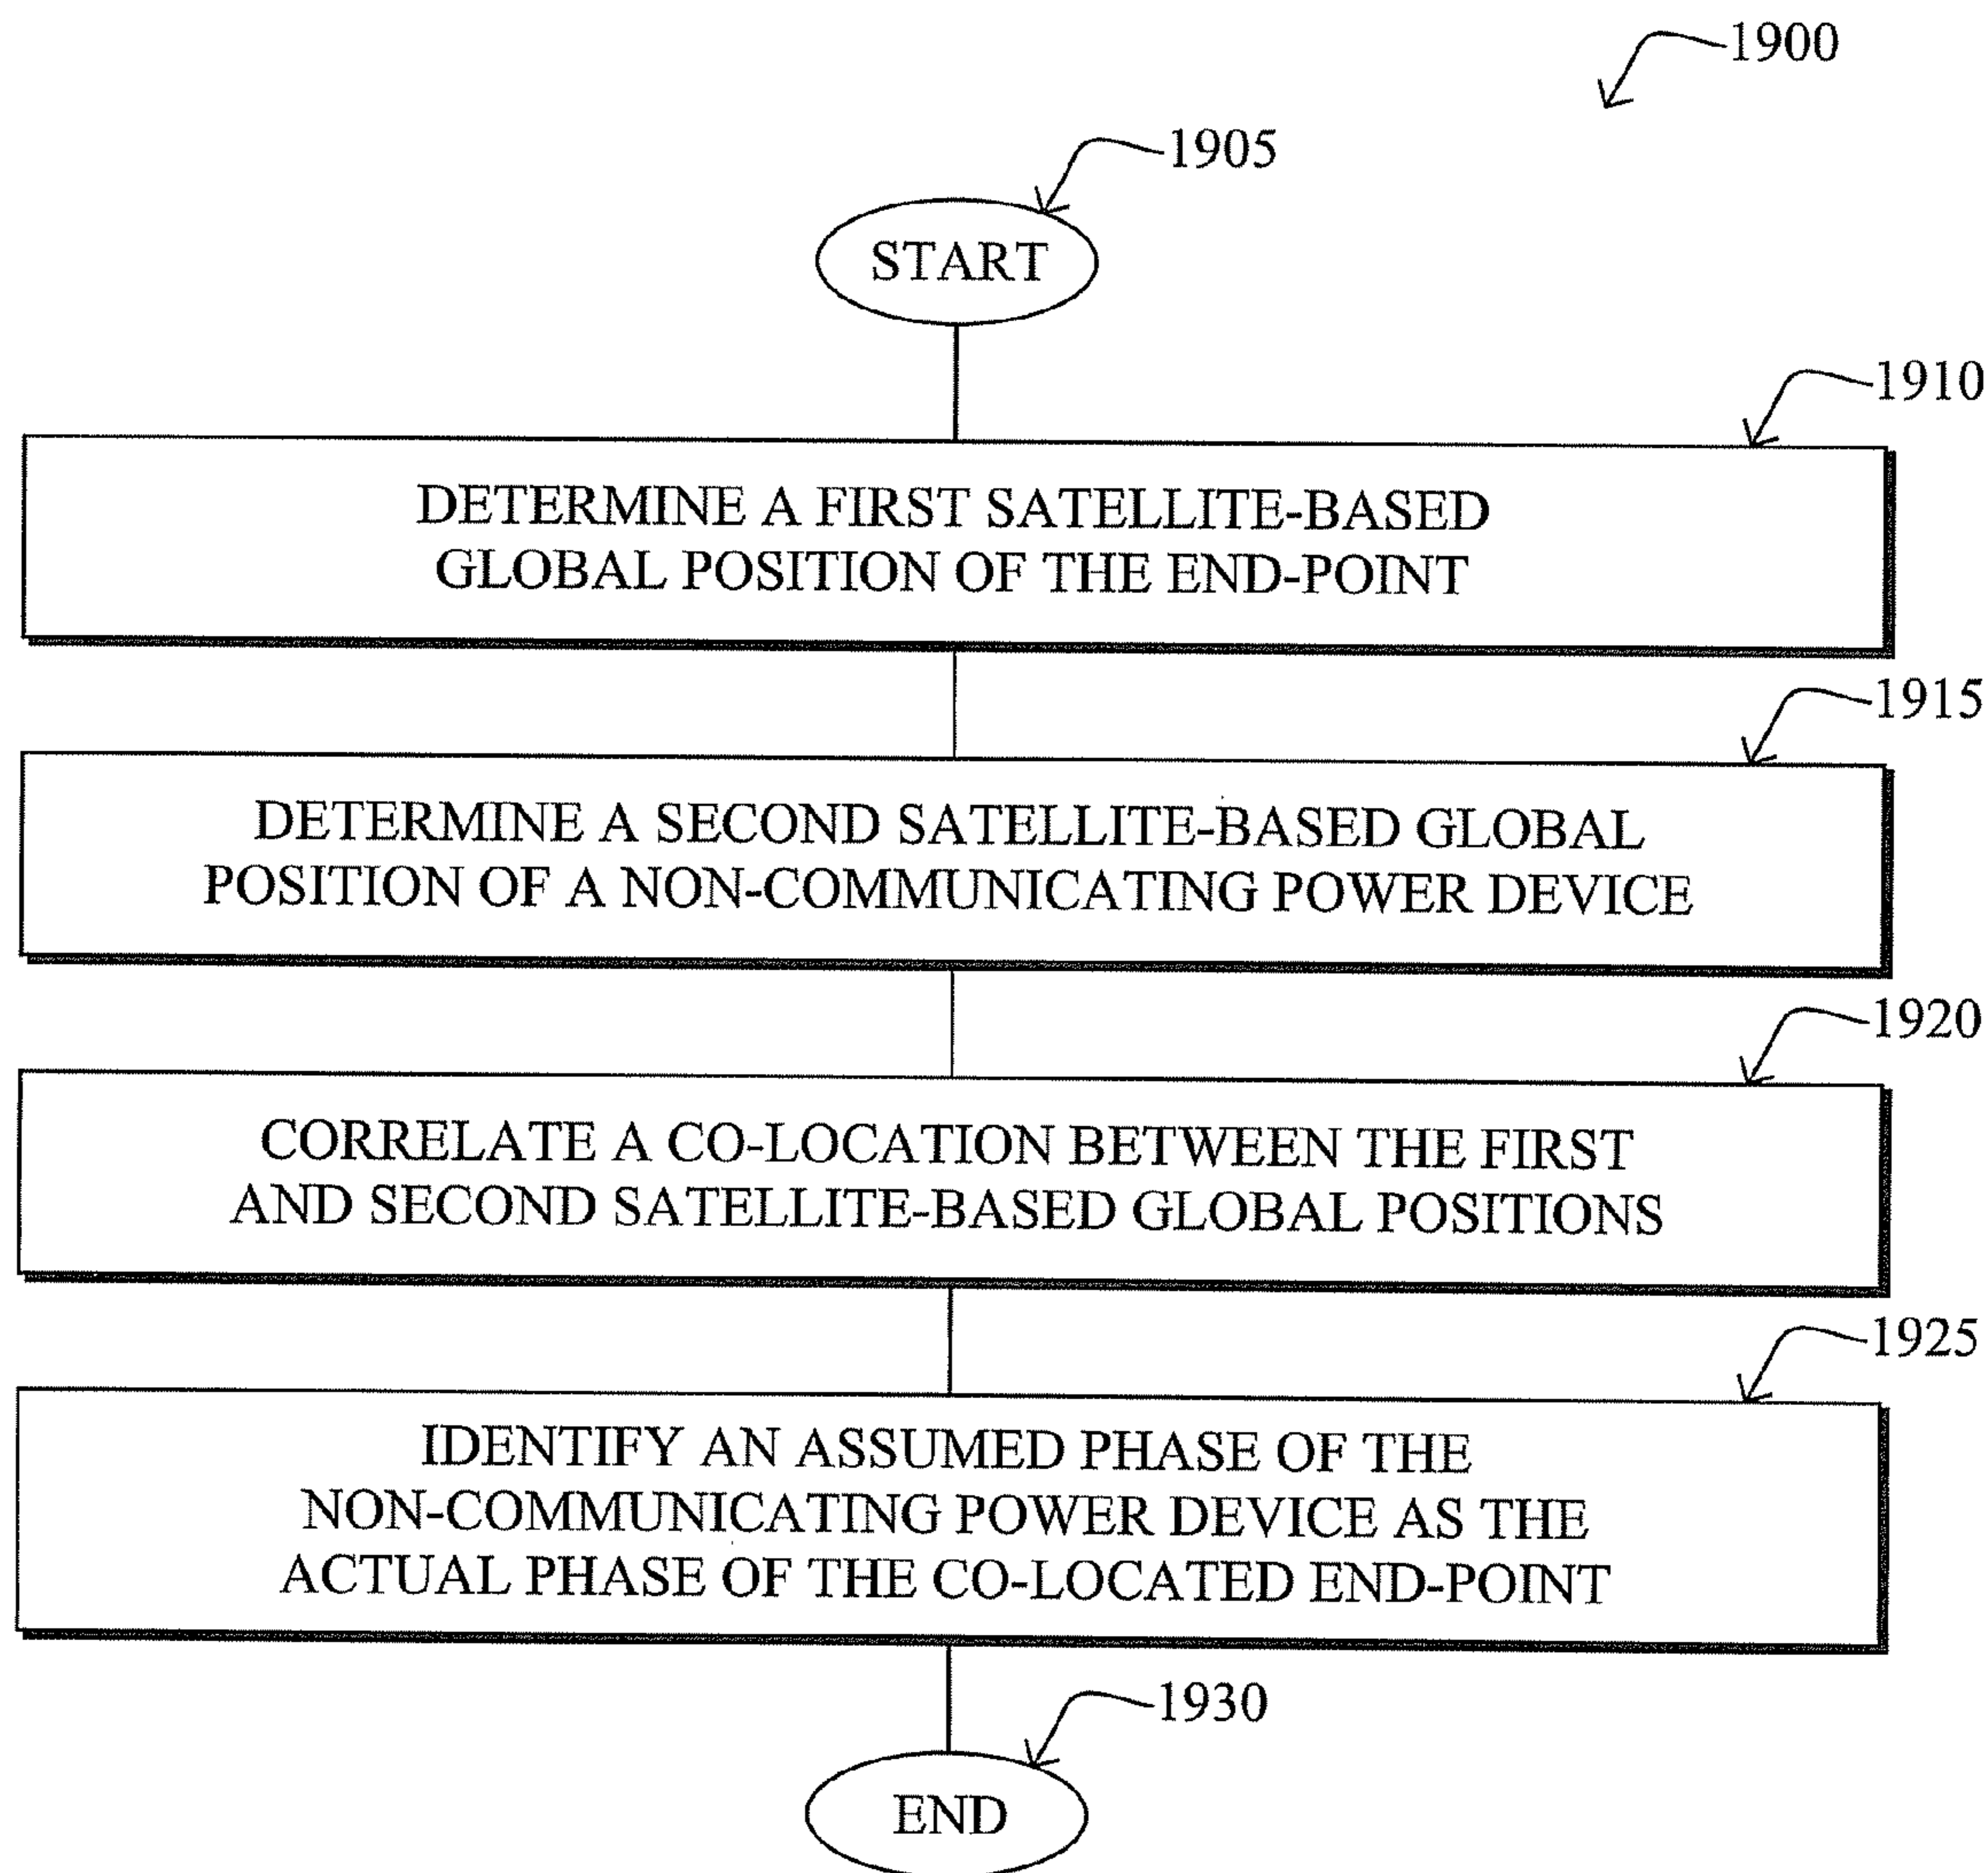 1900
1905
START
1910
DETERMINE A FIRST SATELLITE-BASED
GLOBAL POSITION OF THE END-POINT
1915
DETERMINE A SECOND SATELLITE-BASED GLOBAL
POSITION OF A NON-COMMUNICATING POWER DEVICE
1920
CORRELATE A CO-LOCATION BETWEEN THE FIRST
AND SECOND SATELLITE-BASED GLOBAL POSITIONS
1925
IDENTIFY AN ASSUMED PHASE OF THE
NON-COMMUNICATING POWER DEVICE AS THE
ACTUAL PHASE OF THE CO-LOCATED END-POINT
1930
END